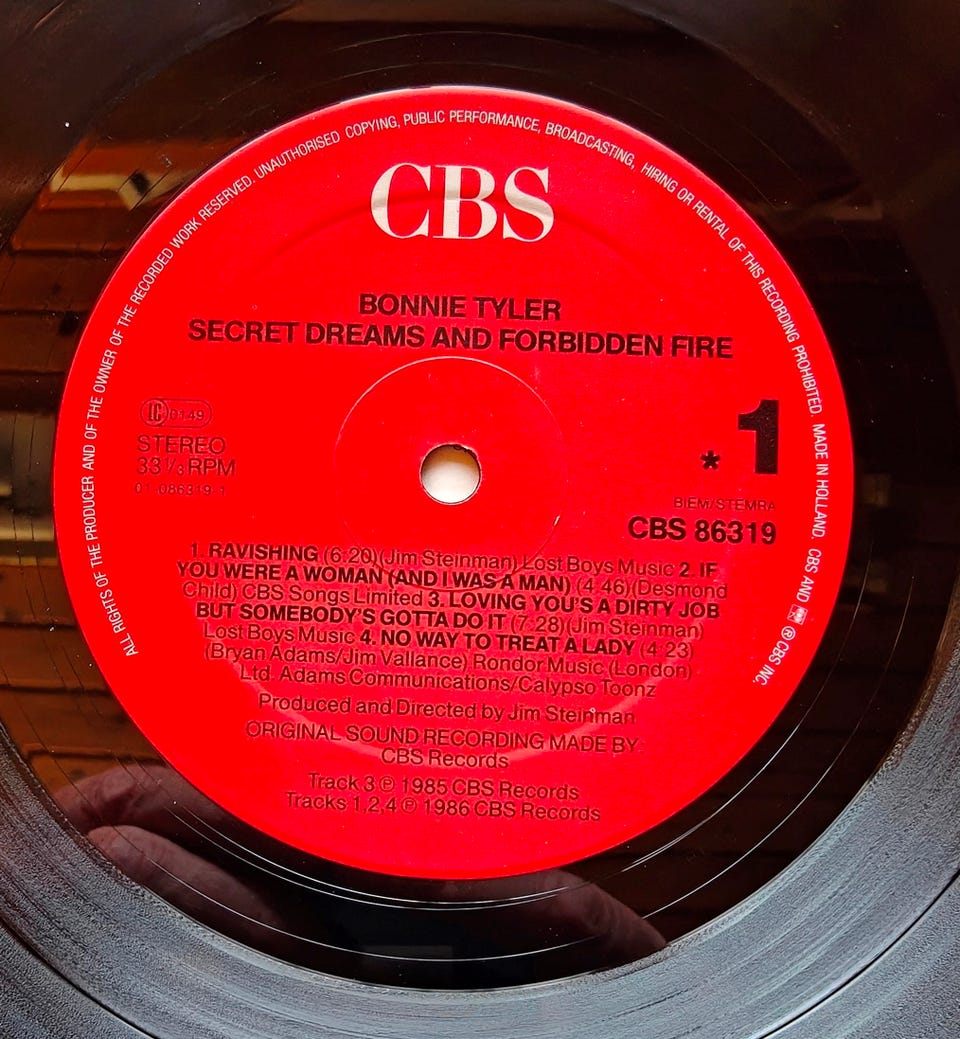 ALL RIGHTS OF THE PRODUCER AND OF THE OWNER OF THE RECORDED WORK RESERVED. UNAUTHORISED COPYING, PUBLIC PERFORMANCE, BROADCASTING, HIRING OR RENTAL OF THIS RECORDING PROHIBITED. MADE IN HOLLAND. CBS AND ℗ CBS INC.
CBS
BONNIE TYLER
SECRET DREAMS AND FORBIDDEN FIRE
LC 0149
STEREO
33⅓ RPM
01-086319-1
* 1
BIEM/STEMRA
CBS 86319
1. RAVISHING (6:20)(Jim Steinman) Lost Boys Music 2. IF
YOU WERE A WOMAN (AND I WAS A MAN) (4:46)(Desmond
Child) CBS Songs Limited 3. LOVING YOU'S A DIRTY JOB
BUT SOMEBODY'S GOTTA DO IT (7:28)(Jim Steinman)
Lost Boys Music 4. NO WAY TO TREAT A LADY (4:23)
(Bryan Adams/Jim Vallance) Rondor Music (London)
Ltd. Adams Communications/Calypso Toonz
Produced and Directed by Jim Steinman
ORIGINAL SOUND RECORDING MADE BY:
CBS Records
Track 3 ℗ 1985 CBS Records
Tracks 1,2,4 ℗ 1986 CBS Records